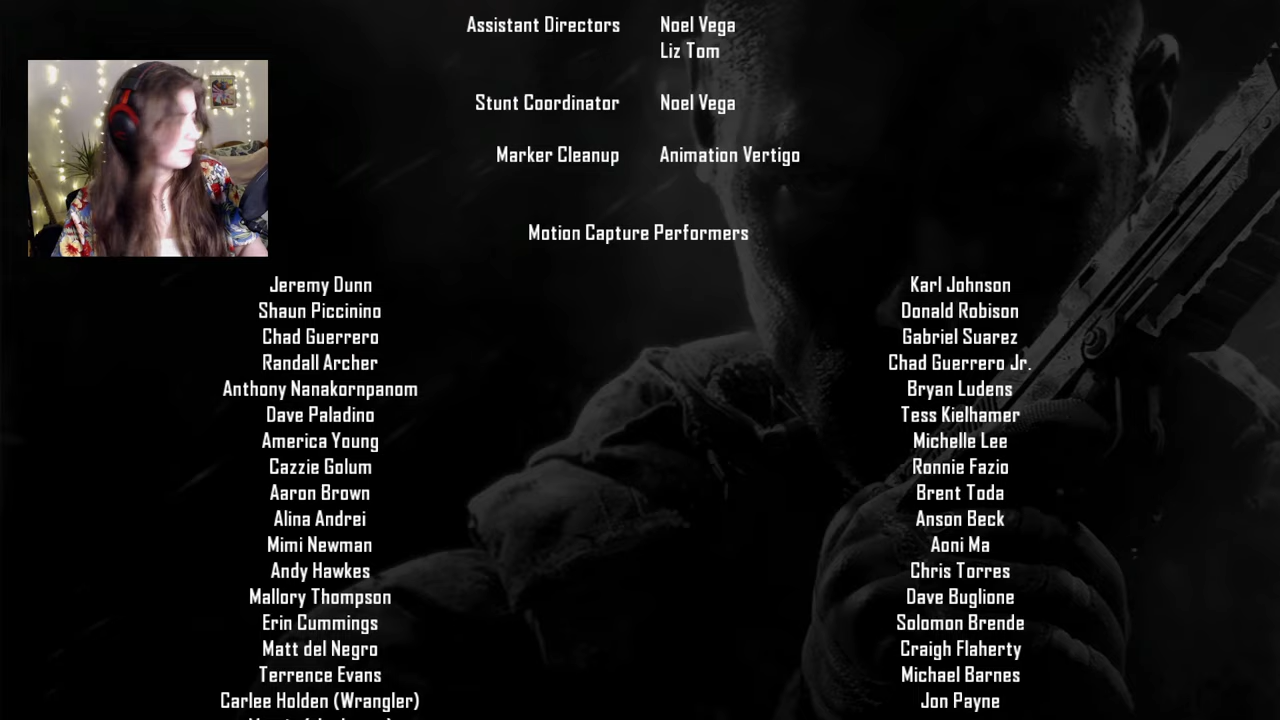 Assistant Directors Noel Vega
Liz Tom
Stunt Coordinator Noel Vega
Marker Cleanup Animation Vertigo
Motion Capture Performers
Jeremy Dunn Karl Johnson
Shaun Piccinino Donald Robison
Chad Guerrero Gabriel Suarez
Randall Archer Chad Guerrero Jr.
Anthony Nanakornpanom Bryan Ludens
Dave Paladino Tess Kielhamer
America Young Michelle Lee
Cazzie Golum Ronnie Fazio
Aaron Brown Brent Toda
Alina Andrei Anson Beck
Mimi Newman Aoni Ma
Andy Hawkes Chris Torres
Mallory Thompson Dave Buglione
Erin Cummings Solomon Brende
Matt del Negro Craigh Flaherty
Terrence Evans Michael Barnes
Carlee Holden (Wrangler) Jon Payne